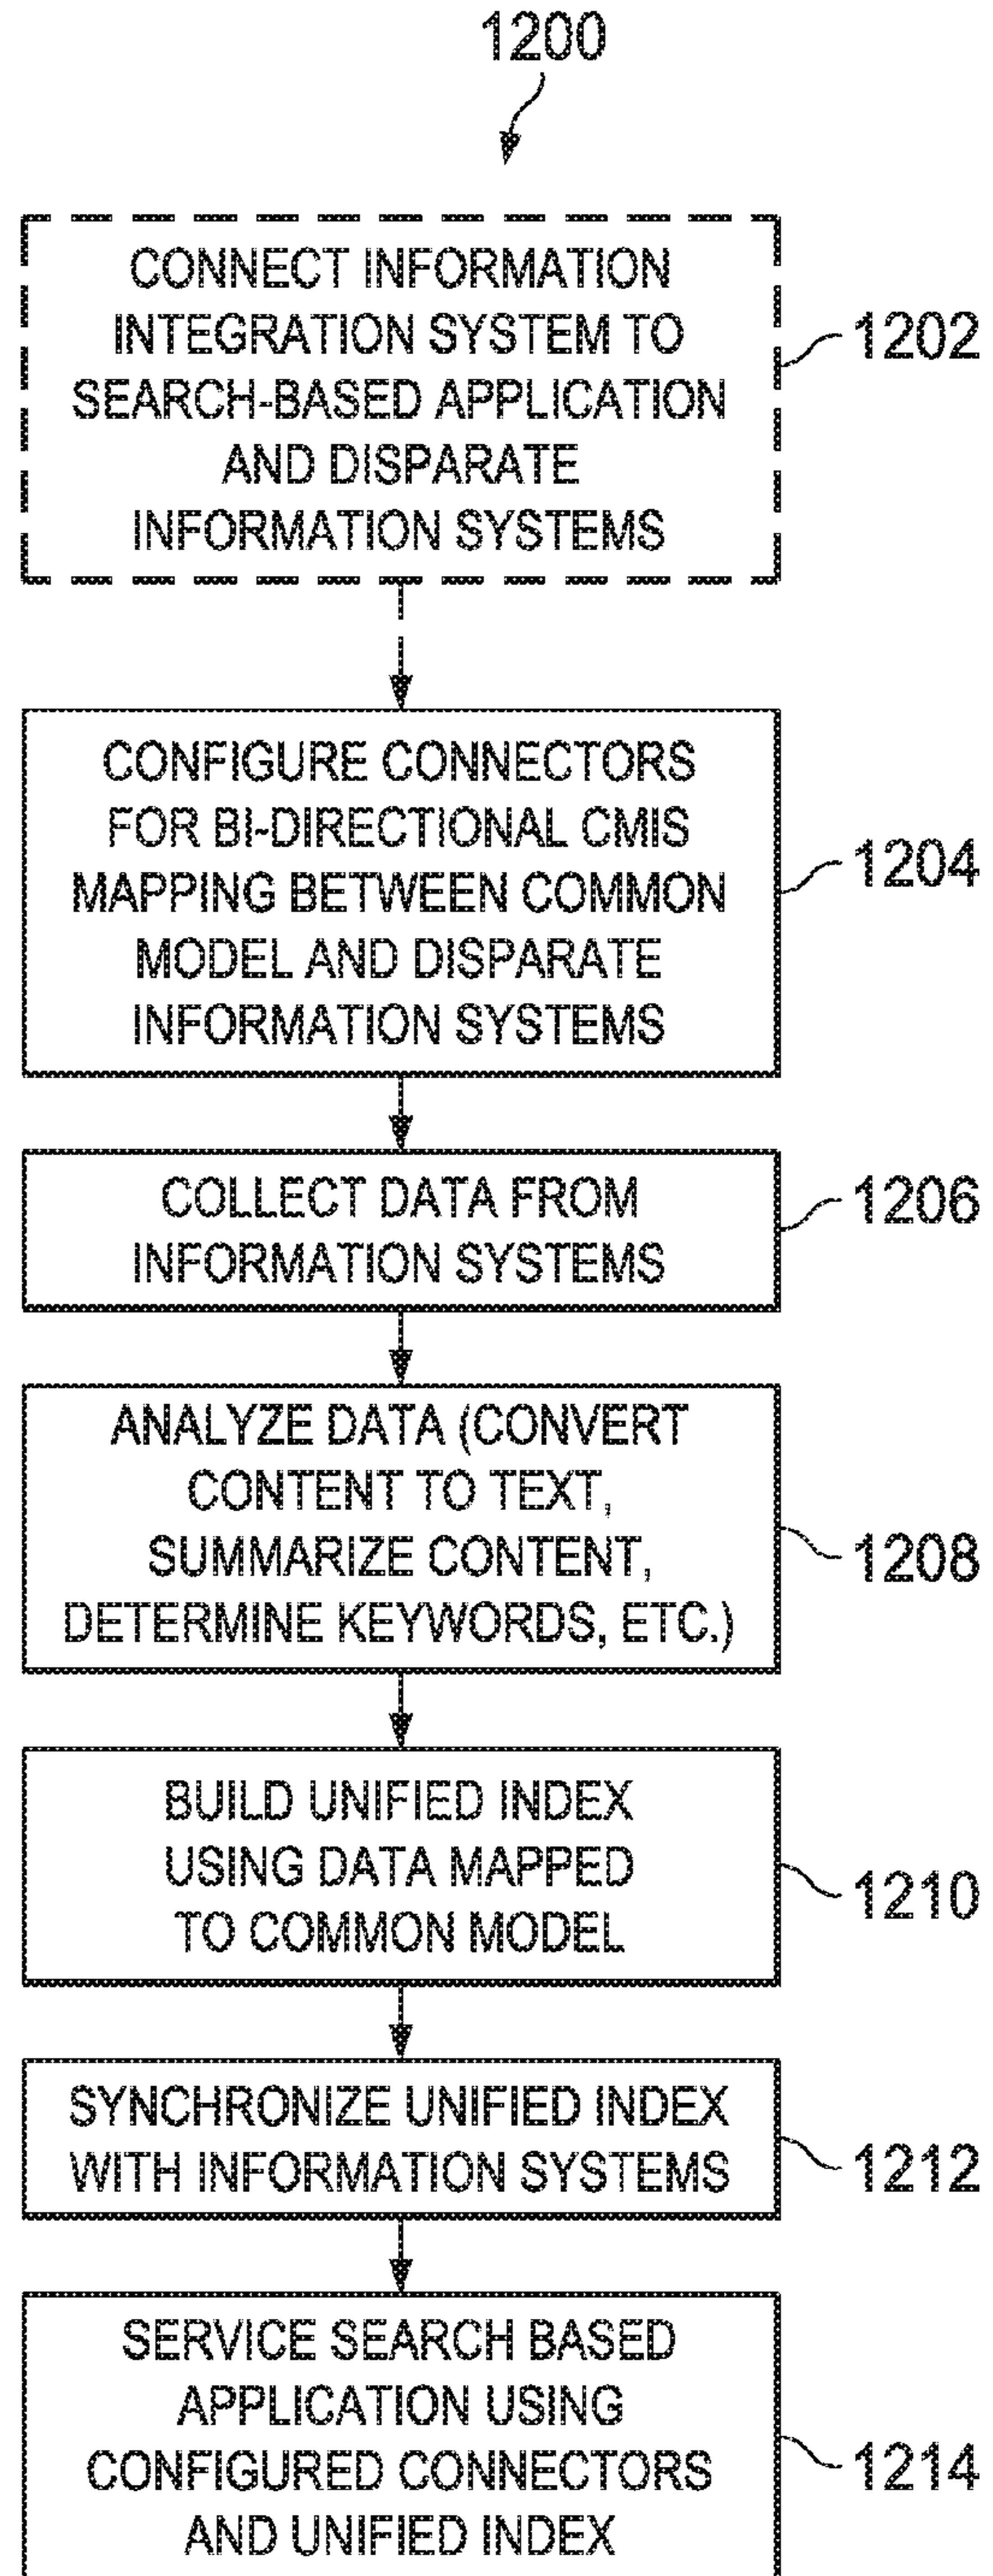 1200
CONNECT INFORMATION
INTEGRATION SYSTEM TO
SEARCH-BASED APPLICATION
AND DISPARATE
INFORMATION SYSTEMS
1202
CONFIGURE CONNECTORS
FOR BI-DIRECTIONAL CMIS
MAPPING BETWEEN COMMON
MODEL AND DISPARATE
INFORMATION SYSTEMS
1204
COLLECT DATA FROM
INFORMATION SYSTEMS
1206
ANALYZE DATA (CONVERT
CONTENT TO TEXT,
SUMMARIZE CONTENT,
DETERMINE KEYWORDS, ETC.)
1208
BUILD UNIFIED INDEX
USING DATA MAPPED
TO COMMON MODEL
1210
SYNCHRONIZE UNIFIED INDEX
WITH INFORMATION SYSTEMS
1212
SERVICE SEARCH BASED
APPLICATION USING
CONFIGURED CONNECTORS
AND UNIFIED INDEX
1214